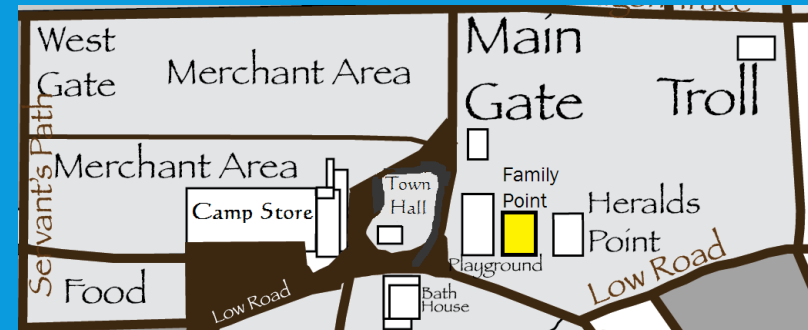 West
Gate
Merchant Area
Main
Gate
Troll
Servant's Path
Merchant Area
Camp Store
Town
Hall
Family
Point
Heralds
Point
Playground
Low Road
Food
Low Road
Bath
House